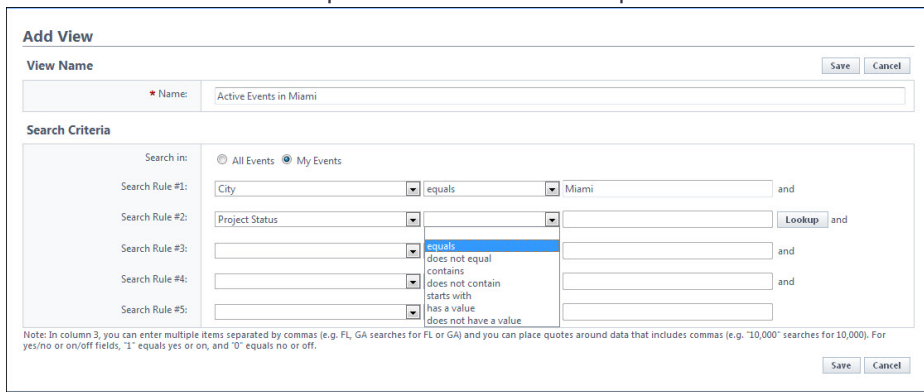 Add View
View Name
Save Cancel
* Name: Active Events in Miami
Search Criteria
Search in: All Events My Events
Search Rule #1: City equals Miami and
Search Rule #2: Project Status Lookup and
equals
Search Rule #3: and
does not equal
contains
Search Rule #4: does not contain and
starts with
Search Rule #5: has a value
does not have a value
Note: In column 3, you can enter multiple items separated by commas (e.g. FL, GA searches for FL or GA) and you can place quotes around data that includes commas (e.g. "10,000" searches for 10,000). For
yes/no or on/off fields, "1" equals yes or on, and "0" equals no or off.
Save Cancel